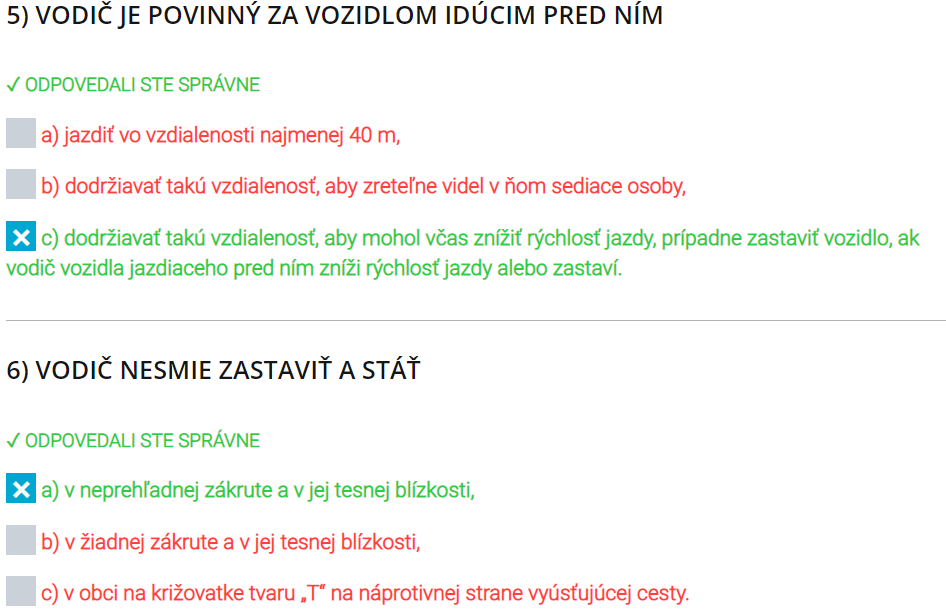 5) VODIČ JE POVINNÝ ZA VOZIDLOM IDÚCIM PRED NÍM
✓ ODPOVEDALI STE SPRÁVNE
a) jazdiť vo vzdialenosti najmenej 40 m,
b) dodržiavať takú vzdialenosť, aby zreteľne videl v ňom sediace osoby,
c) dodržiavať takú vzdialenosť, aby mohol včas znížiť rýchlosť jazdy, prípadne zastaviť vozidlo, ak
vodič vozidla jazdiaceho pred ním zníži rýchlosť jazdy alebo zastaví.
6) VODIČ NESMIE ZASTAVIŤ A STÁŤ
✓ ODPOVEDALI STE SPRÁVNE
a) v neprehľadnej zákrute a v jej tesnej blízkosti,
b) v žiadnej zákrute a v jej tesnej blízkosti,
c) v obci na križovatke tvaru „T“ na náprotivnej strane vyúsťujúcej cesty.